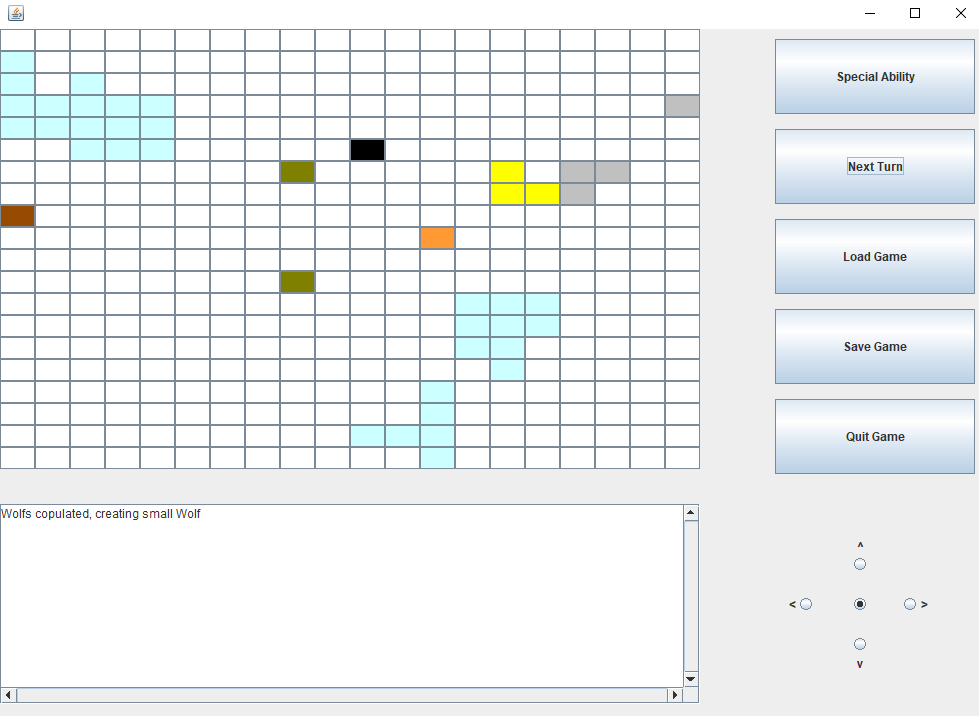 Special Ability
Next Turn
Load Game
Save Game
Quit Game
Wolfs copulated, creating small Wolf
^
< >
v